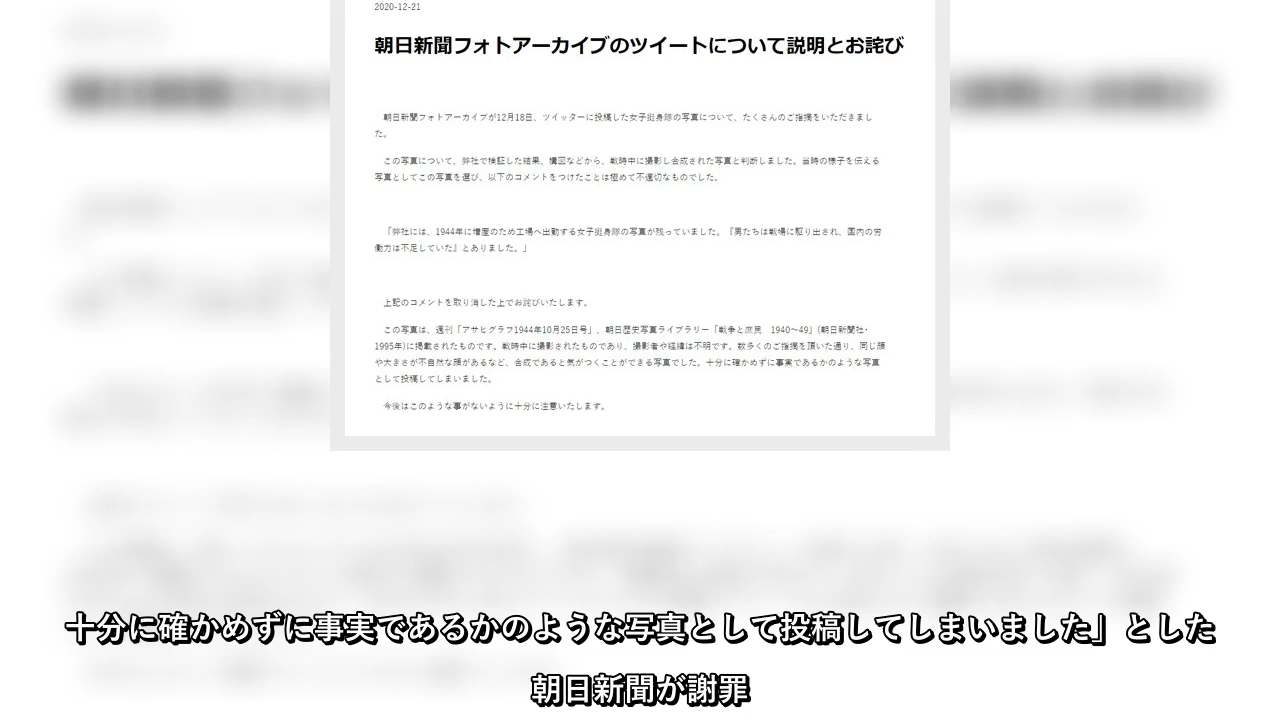 2020-12-21
朝日新聞フォトアーカイブのツイートについて説明とお詫び
朝日新聞フォトアーカイブが12月18日、ツイッターに投稿した女子挺身隊の写真について、たくさんのご指摘をいただきまし
た。
この写真について、弊社で検証した結果、構図などから、戦時中に撮影し合成された写真と判断しました。当時の様子を伝える
写真としてこの写真を選び、以下のコメントをつけたことは極めて不適切なものでした。
「弊社には、1944年に増産のため工場へ出勤する女子挺身隊の写真が残っていました。『男たちは戦場に駆り出され、国内の労
働力は不足していた』とありました。」
上記のコメントを取り消した上でお詫びいたします。
この写真は、週刊「アサヒグラフ1944年10月25日号」、朝日歴史写真ライブラリー「戦争と庶民　1940〜49」(朝日新聞社・
1995年)に掲載されたものです。戦時中に撮影されたものであり、撮影者や経緯は不明です。数多くのご指摘を頂いた通り、同じ顔
や大きさが不自然な顔があるなど、合成であると気がつくことができる写真でした。十分に確かめずに事実であるかのような写真
として投稿してしまいました。
今後はこのような事がないように十分に注意いたします。
十分に確かめずに事実であるかのような写真として投稿してしまいました」とした
朝日新聞が謝罪